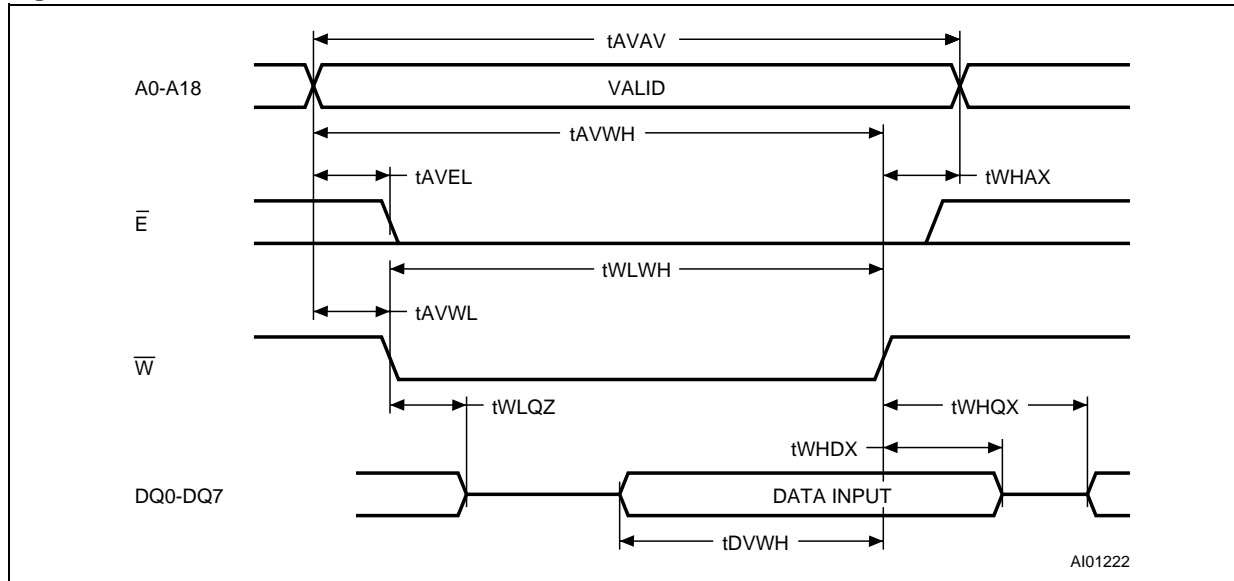 tAVAV
A0-A18
VALID
tAVWH
tAVEL
tWHAX
E̅
tWLWH
tAVWL
W̅
tWLQZ
tWHQX
tWHDX
DQ0-DQ7
DATA INPUT
tDVWH
AI01222